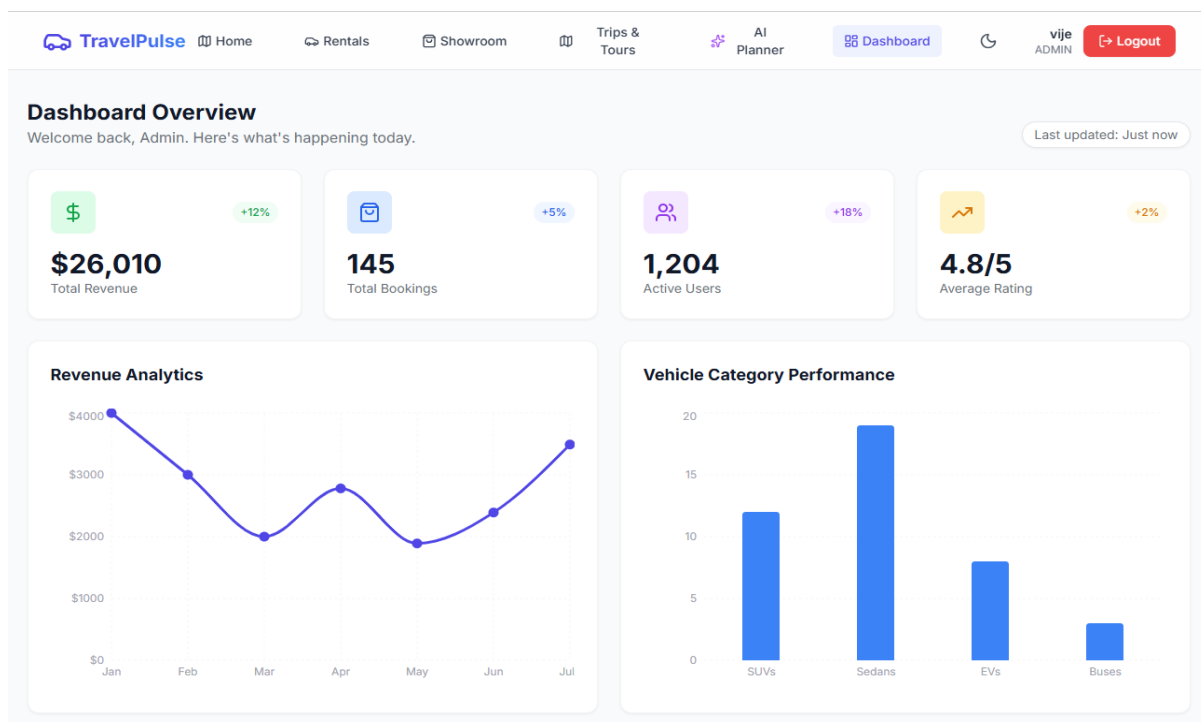 TravelPulse
Home
Rentals
Showroom
Trips &
Tours
AI
Planner
Dashboard
vije
ADMIN
Logout
Dashboard Overview
Welcome back, Admin. Here's what's happening today.
Last updated: Just now
+12%
$26,010
Total Revenue
+5%
145
Total Bookings
+18%
1,204
Active Users
+2%
4.8/5
Average Rating
Revenue Analytics
$4000
$3000
$2000
$1000
$0
Jan Feb Mar Apr May Jun Jul
Vehicle Category Performance
20
15
10
5
0
SUVs Sedans EVs Buses